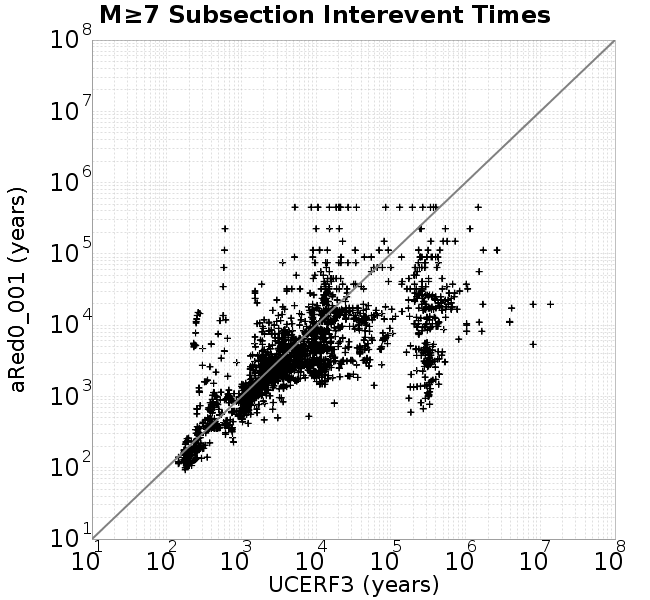 M≥7 Subsection Interevent Times
10^8
10^7
10^6
10^5
10^4
10^3
10^2
10^1
aRed0_001 (years)
10^1 10^2 10^3 10^4 10^5 10^6 10^7 10^8
UCERF3 (years)